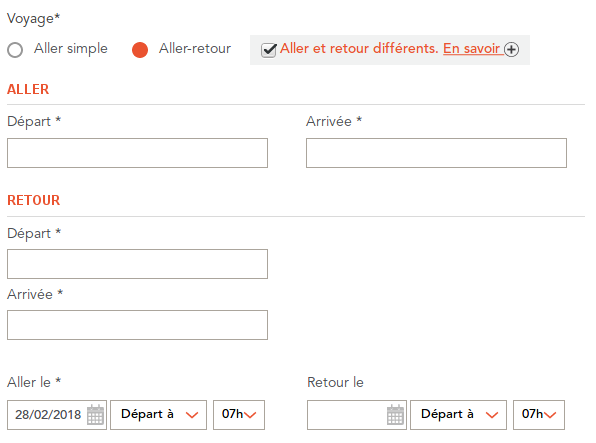 Voyage*
Aller simple Aller-retour Aller et retour différents. En savoir
ALLER
Départ * Arrivée *
RETOUR
Départ *
Arrivée *
Aller le * Retour le
28/02/2018 Départ à 07h Départ à 07h